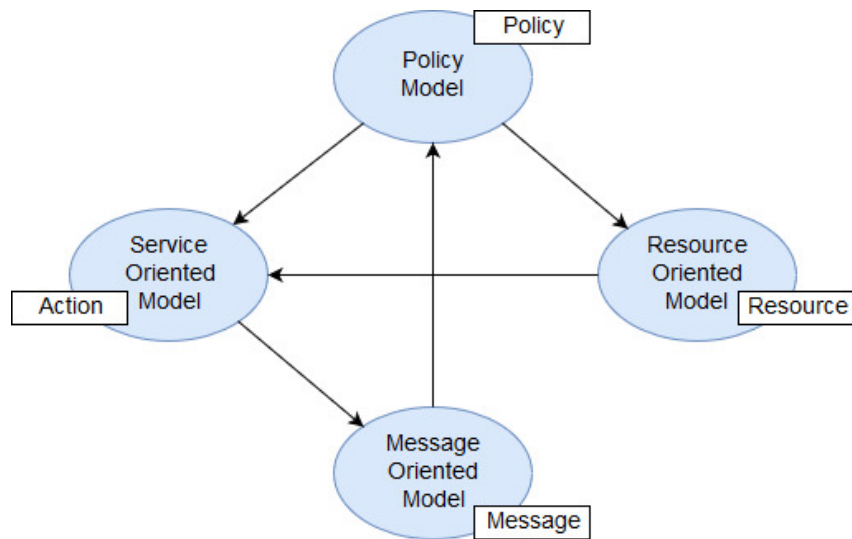 Policy
Policy
Model
Service
Oriented
Model
Action
Resource
Oriented
Model
Resource
Message
Oriented
Model
Message